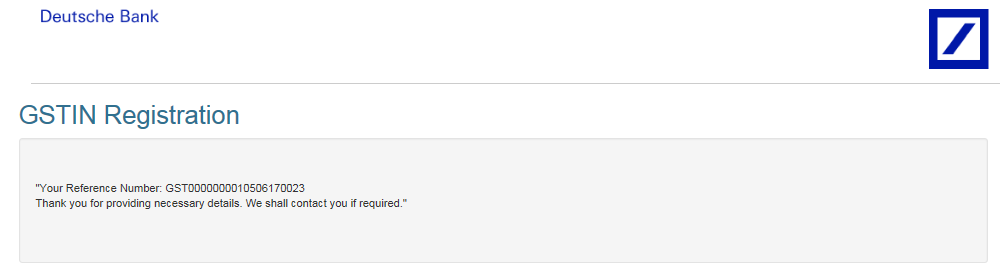 Deutsche Bank
GSTIN Registration
"Your Reference Number: GST0000000010506170023
Thank you for providing necessary details. We shall contact you if required."